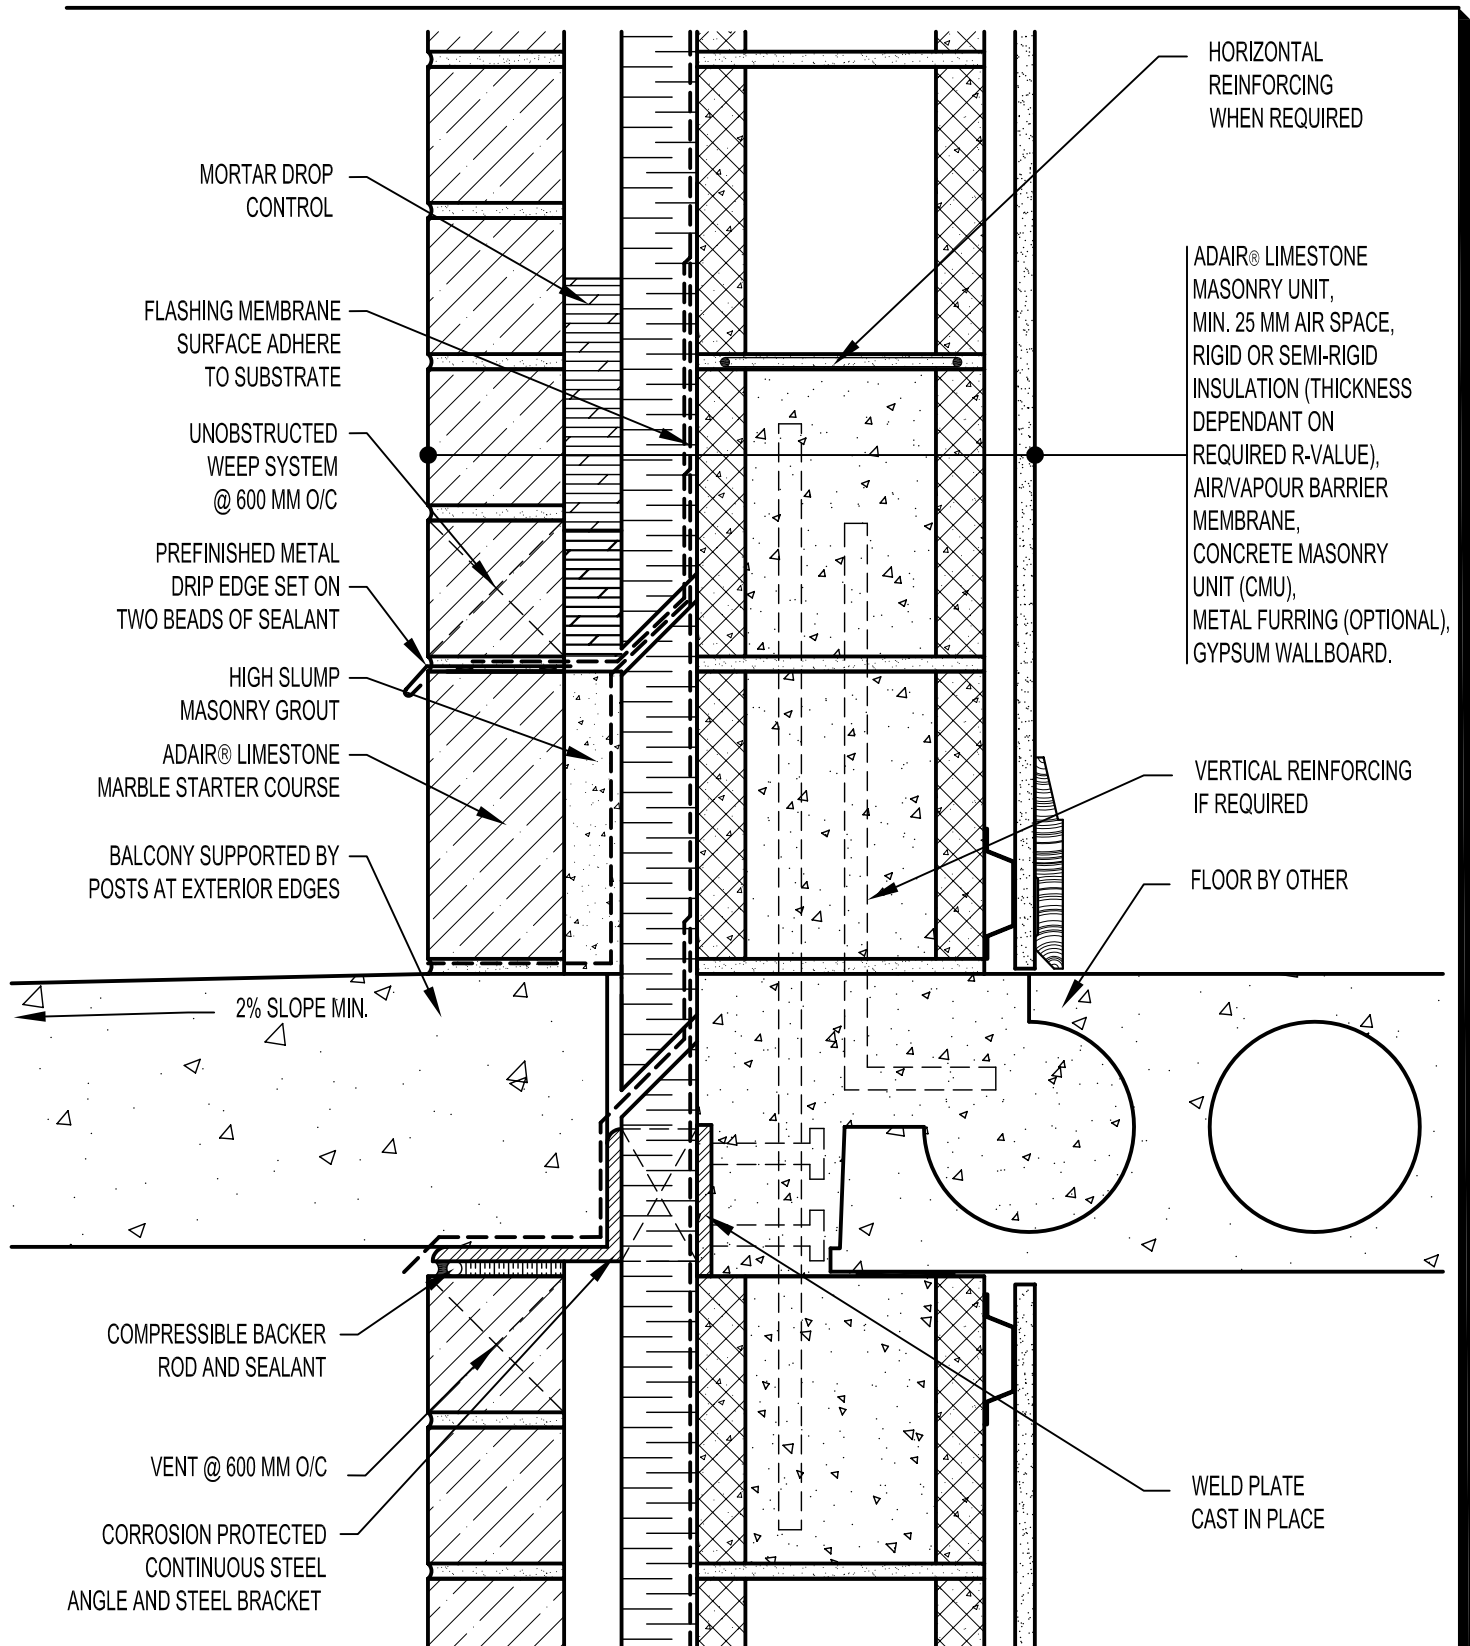 MORTAR DROP
CONTROL
FLASHING MEMBRANE
SURFACE ADHERE
TO SUBSTRATE
UNOBSTRUCTED
WEEP SYSTEM
@ 600 MM O/C
PREFINISHED METAL
DRIP EDGE SET ON
TWO BEADS OF SEALANT
HIGH SLUMP
MASONRY GROUT
ADAIR® LIMESTONE
MARBLE STARTER COURSE
BALCONY SUPPORTED BY
POSTS AT EXTERIOR EDGES
2% SLOPE MIN.
COMPRESSIBLE BACKER
ROD AND SEALANT
VENT @ 600 MM O/C
CORROSION PROTECTED
CONTINUOUS STEEL
ANGLE AND STEEL BRACKET
HORIZONTAL
REINFORCING
WHEN REQUIRED
ADAIR® LIMESTONE
MASONRY UNIT,
MIN. 25 MM AIR SPACE,
RIGID OR SEMI-RIGID
INSULATION (THICKNESS
DEPENDANT ON
REQUIRED R-VALUE),
AIR/VAPOUR BARRIER
MEMBRANE,
CONCRETE MASONRY
UNIT (CMU),
METAL FURRING (OPTIONAL),
GYPSUM WALLBOARD.
VERTICAL REINFORCING
IF REQUIRED
FLOOR BY OTHER
WELD PLATE
CAST IN PLACE